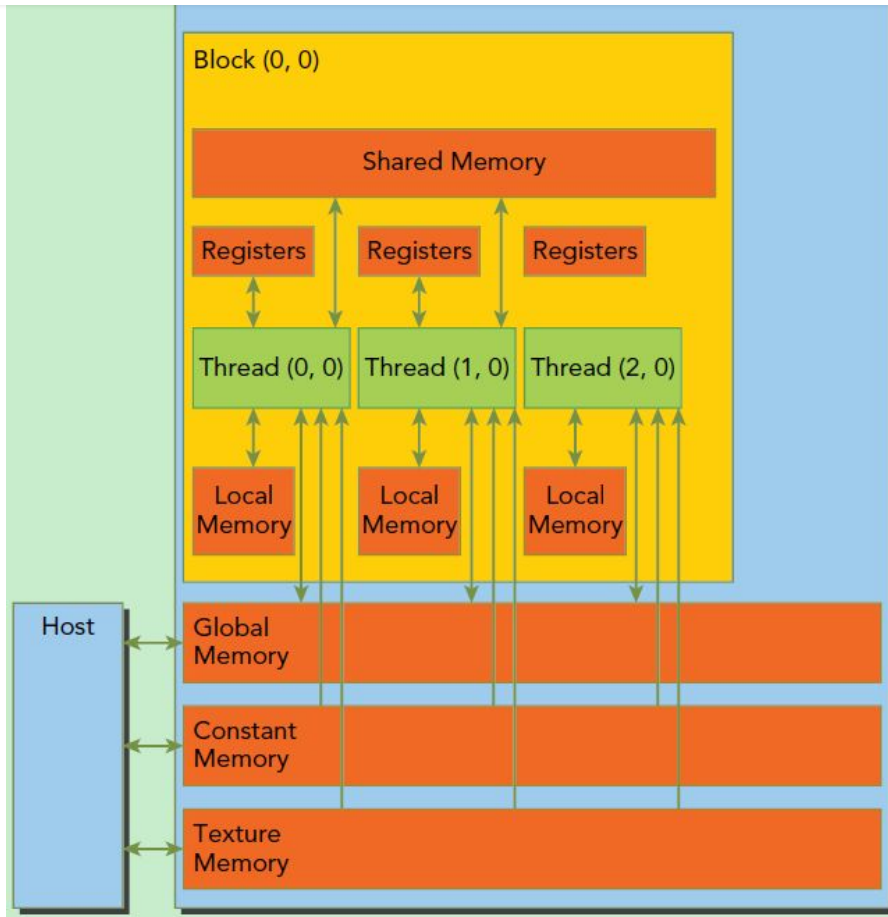 Block (0, 0)
Shared Memory
Registers
Registers
Registers
Thread (0, 0)
Thread (1, 0)
Thread (2, 0)
Local
Memory
Local
Memory
Local
Memory
Host
Global
Memory
Constant
Memory
Texture
Memory